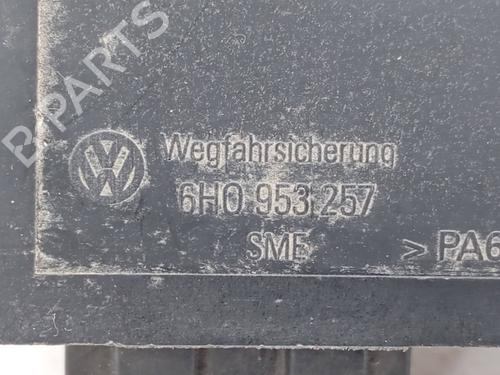 B-PARTS
Wegfahrsicherung
6H0 953 257
SME > PA6